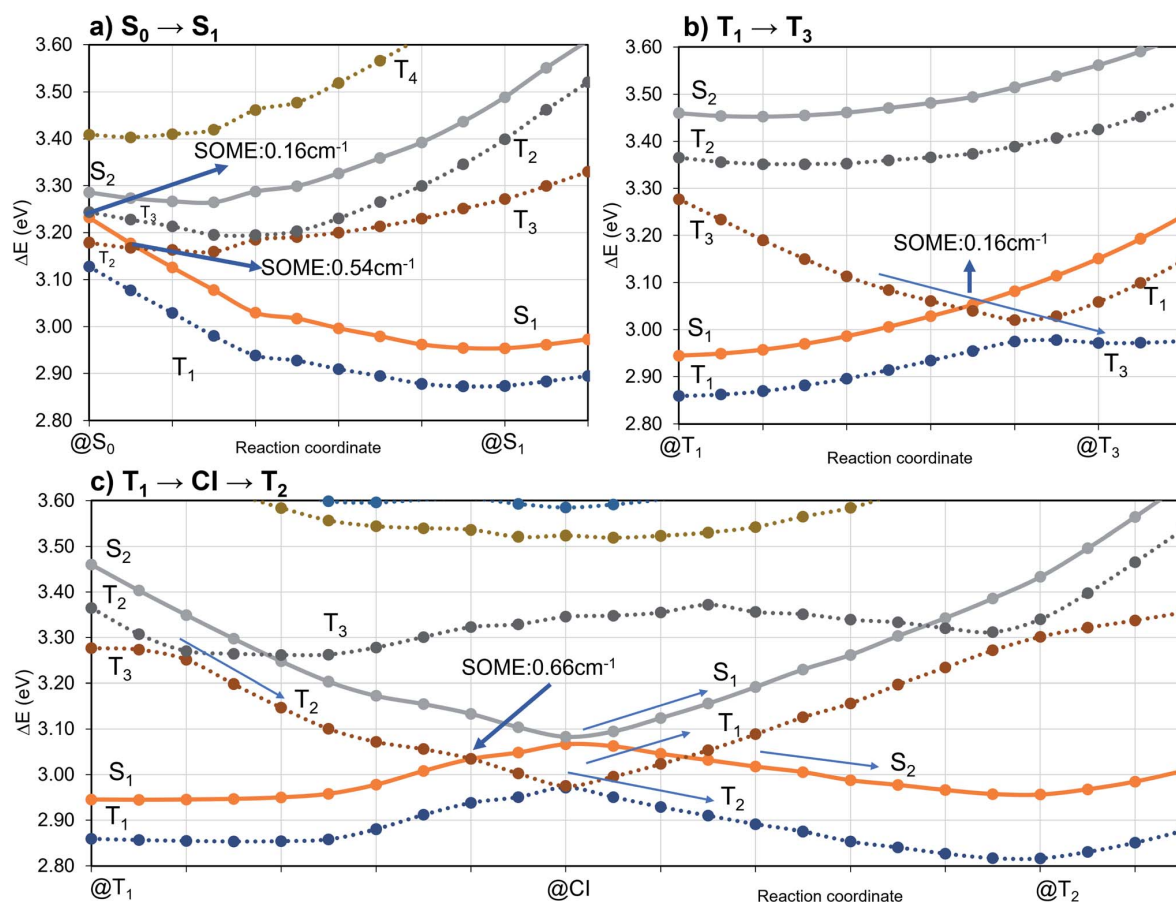 a) S₀ → S₁
3.60
3.50
3.40
3.30
3.20
3.10
3.00
2.90
2.80
ΔE (eV)
T₄
SOME:0.16cm⁻¹
S₂
T₃
T₂
T₂
T₃
SOME:0.54cm⁻¹
T₁
S₁
@S₀
Reaction coordinate
@S₁
b) T₁ → T₃
3.60
3.50
3.40
3.30
3.20
3.10
3.00
2.90
2.80
ΔE (eV)
S₂
T₂
T₃
SOME:0.16cm⁻¹
S₁
T₁
T₁
T₃
@T₁
Reaction coordinate
@T₃
c) T₁ → CI → T₂
3.60
3.50
3.40
3.30
3.20
3.10
3.00
2.90
2.80
ΔE (eV)
S₂
T₂
T₃
T₃
T₂
SOME:0.66cm⁻¹
S₁
T₁
S₁
T₁
S₂
T₂
@T₁
@CI
Reaction coordinate
@T₂